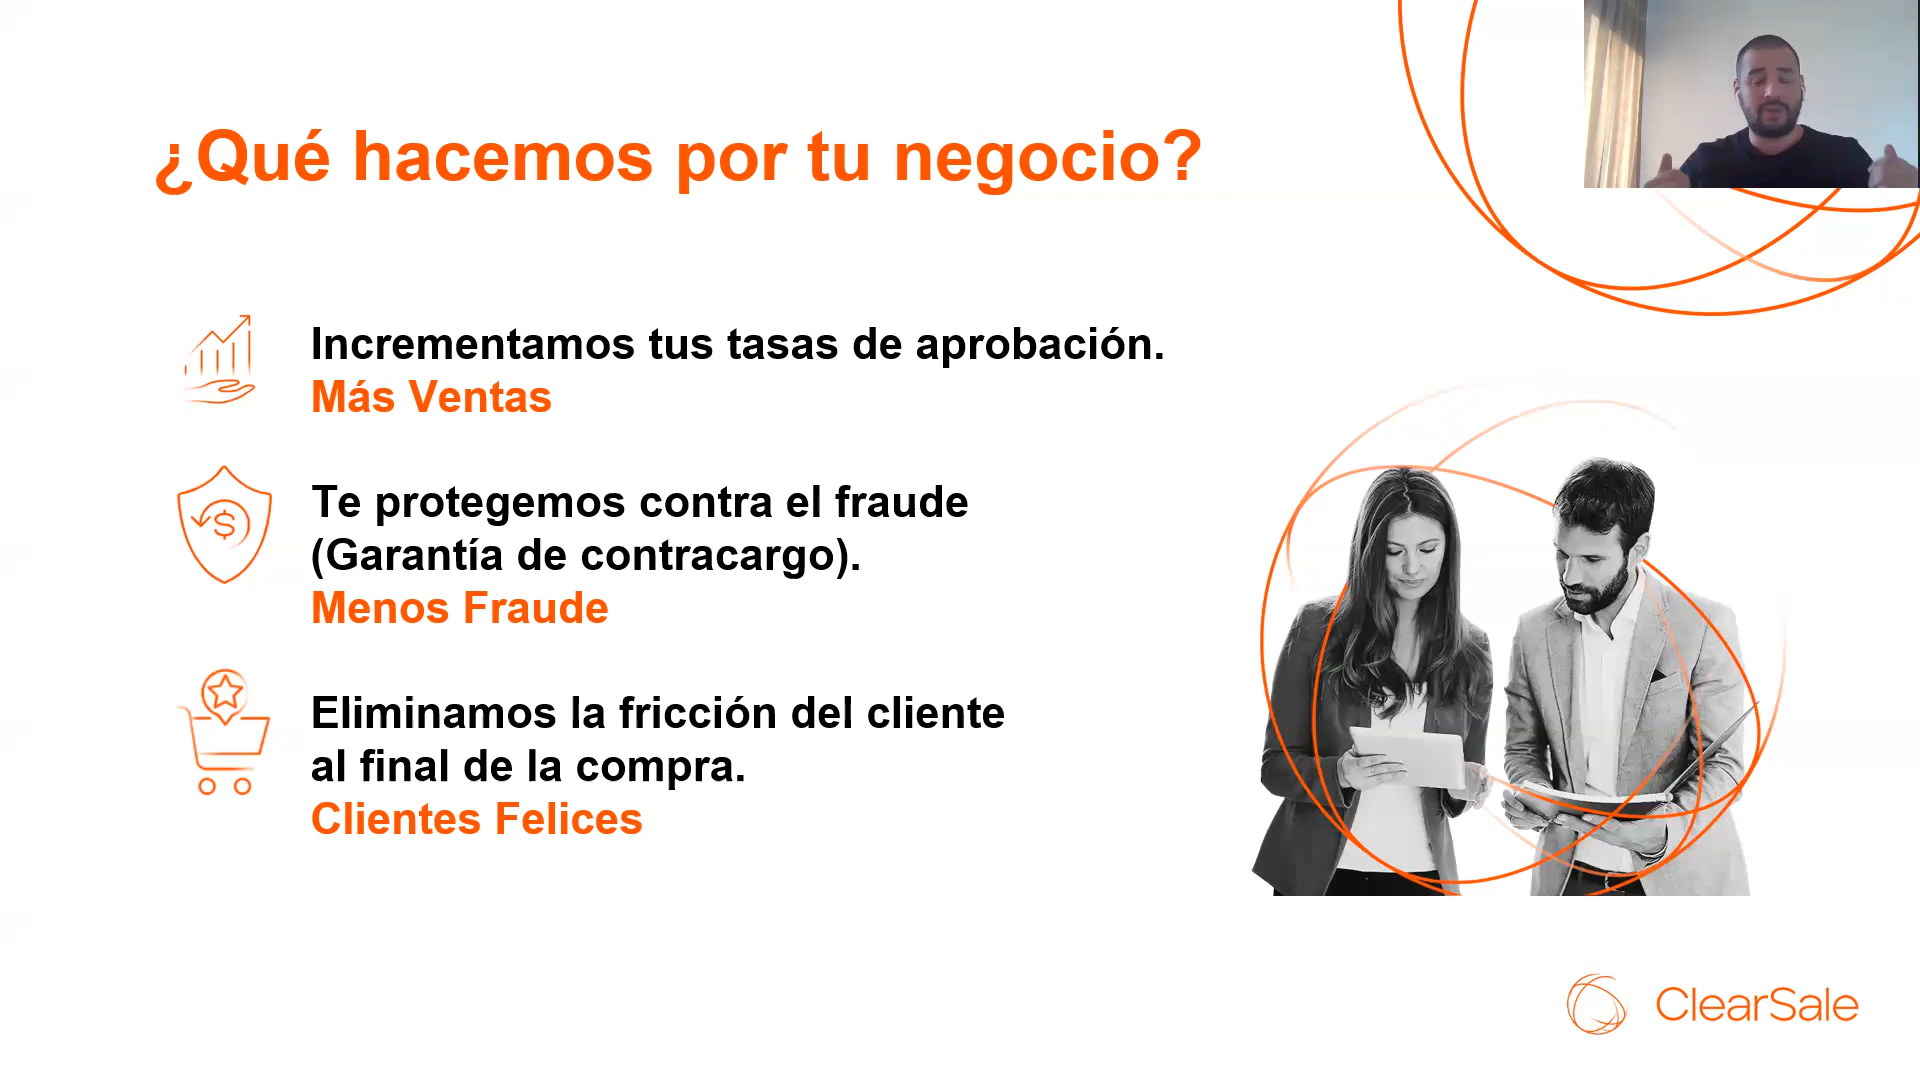 ¿Qué hacemos por tu negocio?
Incrementamos tus tasas de aprobación.
Más Ventas
Te protegemos contra el fraude
(Garantía de contracargo).
Menos Fraude
Eliminamos la fricción del cliente
al final de la compra.
Clientes Felices
ClearSale